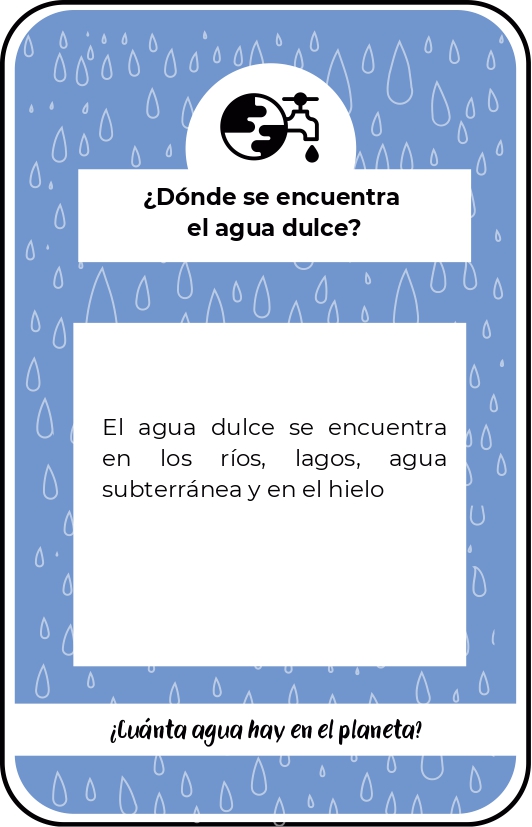 ¿Dónde se encuentra
el agua dulce?
El agua dulce se encuentra
en los ríos, lagos, agua
subterránea y en el hielo
¿Cuánta agua hay en el planeta?